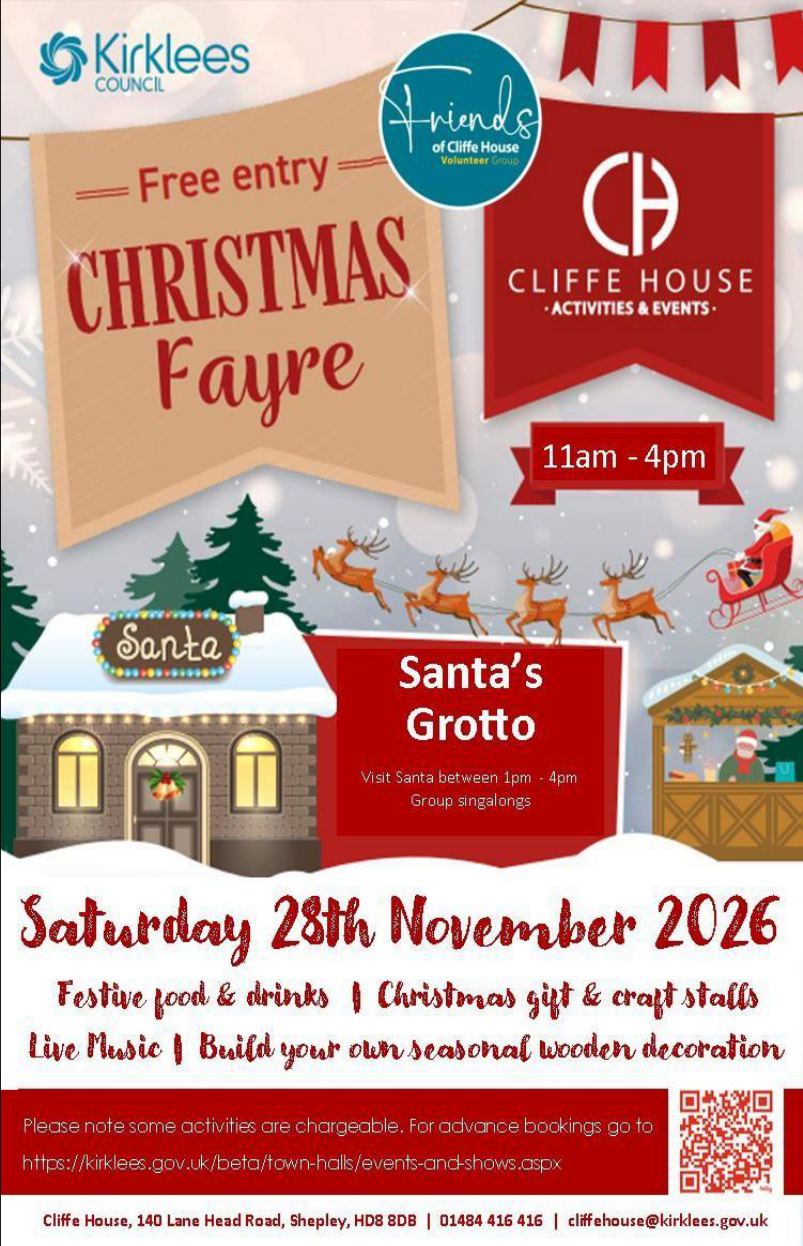 Kirklees
COUNCIL
Friends
of Cliffe House
Volunteer Group
Free entry
CHRISTMAS
Fayre
CH
CLIFFE HOUSE
· ACTIVITIES & EVENTS ·
11am - 4pm
Santa
Santa's
Grotto
Visit Santa between 1pm - 4pm
Group singalongs
Saturday 28th November 2026
Festive food & drinks | Christmas gift & craft stalls
Live Music | Build your own seasonal wooden decoration
Please note some activities are chargeable. For advance bookings go to
https://kirklees.gov.uk/beta/town-halls/events-and-shows.aspx
Cliffe House, 140 Lane Head Road, Shepley, HD8 8DB | 01484 416 416 | cliffehouse@kirklees.gov.uk